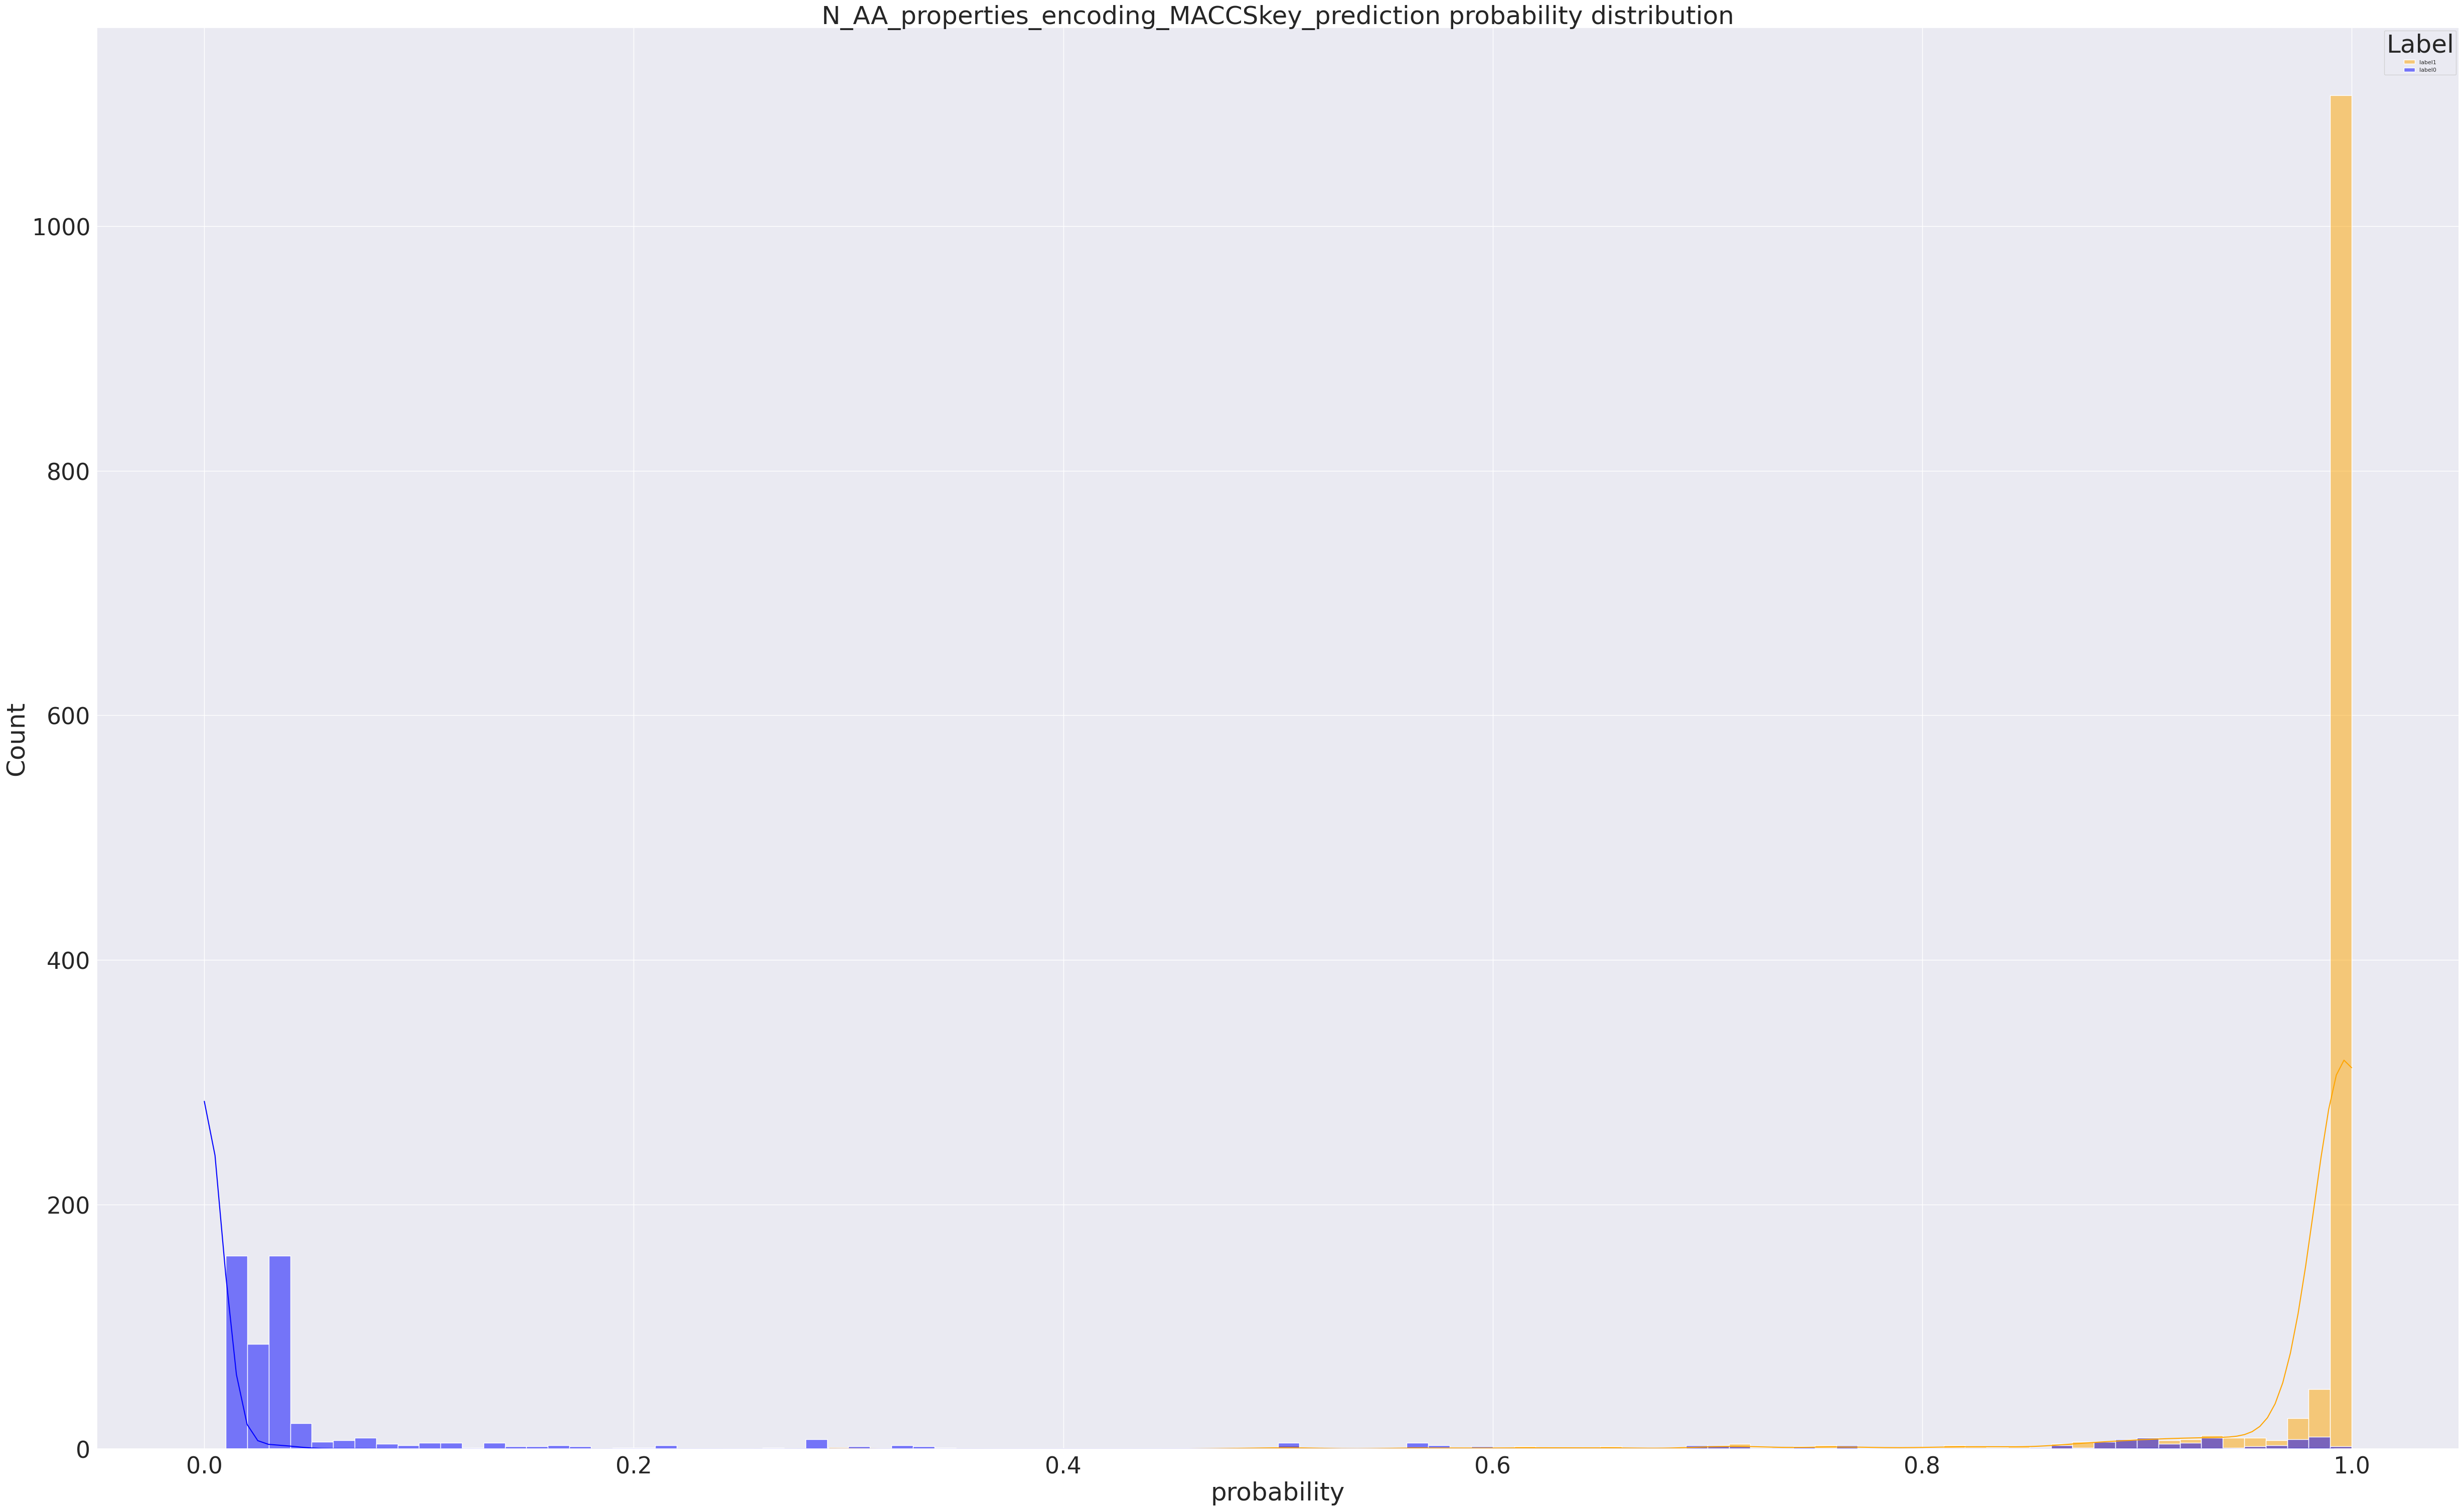 N_AA_properties_encoding_MACCSkey_prediction probability distribution
Label
label1
label0
1000
800
600
400
200
0
Count
0.0 0.2 0.4 0.6 0.8 1.0
probability